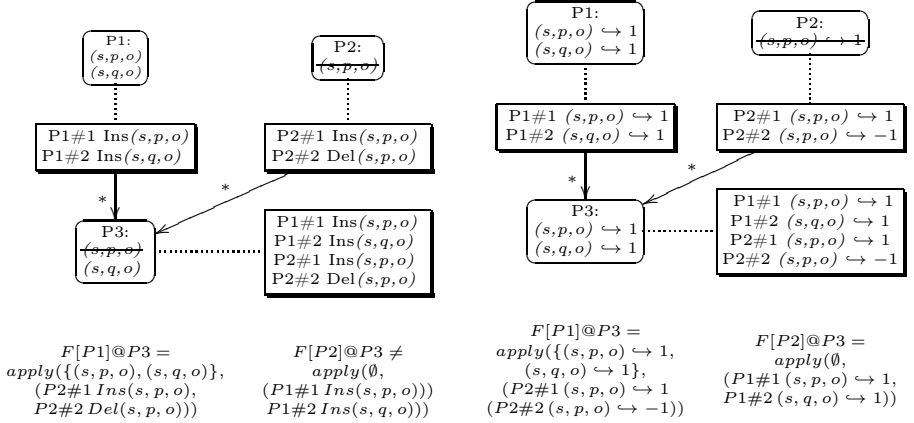 P1:
(s,p,o)
(s,q,o)
P2:
(s,p,o)
P1#1 Ins(s,p,o)
P1#2 Ins(s,q,o)
P2#1 Ins(s,p,o)
P2#2 Del(s,p,o)
*
*
P3:
(s,p,o)
(s,q,o)
P1#1 Ins(s,p,o)
P1#2 Ins(s,q,o)
P2#1 Ins(s,p,o)
P2#2 Del(s,p,o)
F[P1]@P3 =
apply({(s, p, o), (s, q, o)},
(P2#1 Ins(s, p, o),
P2#2 Del(s, p, o)))
F[P2]@P3 ≠
apply(∅,
(P1#1 Ins(s, p, o)))
P1#2 Ins(s, q, o)))
P1:
(s,p,o) ↪ 1
(s,q,o) ↪ 1
P2:
(s,p,o) ↪ 1
P1#1 (s,p,o) ↪ 1
P1#2 (s,q,o) ↪ 1
P2#1 (s,p,o) ↪ 1
P2#2 (s,p,o) ↪ −1
*
*
P3:
(s,p,o) ↪ 1
(s,q,o) ↪ 1
P1#1 (s,p,o) ↪ 1
P1#2 (s,q,o) ↪ 1
P2#1 (s,p,o) ↪ 1
P2#2 (s,p,o) ↪ −1
F[P1]@P3 =
apply({(s, p, o) ↪ 1,
(s, q, o) ↪ 1},
(P2#1 (s, p, o) ↪ 1
(P2#2 (s, p, o) ↪ −1))
F[P2]@P3 =
apply(∅,
(P1#1 (s, p, o) ↪ 1,
P1#2 (s, q, o) ↪ 1))